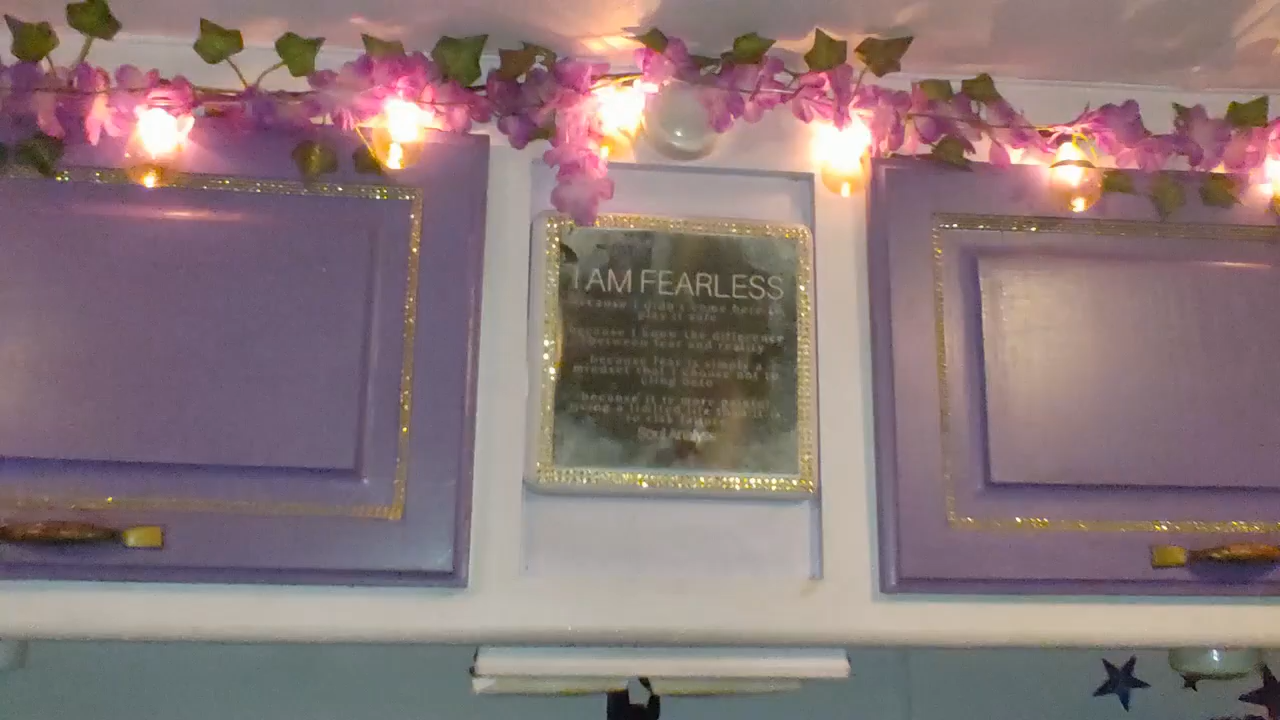 I AM FEARLESS
because I didn't come here to
play it safe
because I know the difference
between fear and reality
because fear is simply a
mindset that I choose not to
cling onto
because it is more painful
living a limited life than it is
to risk failure